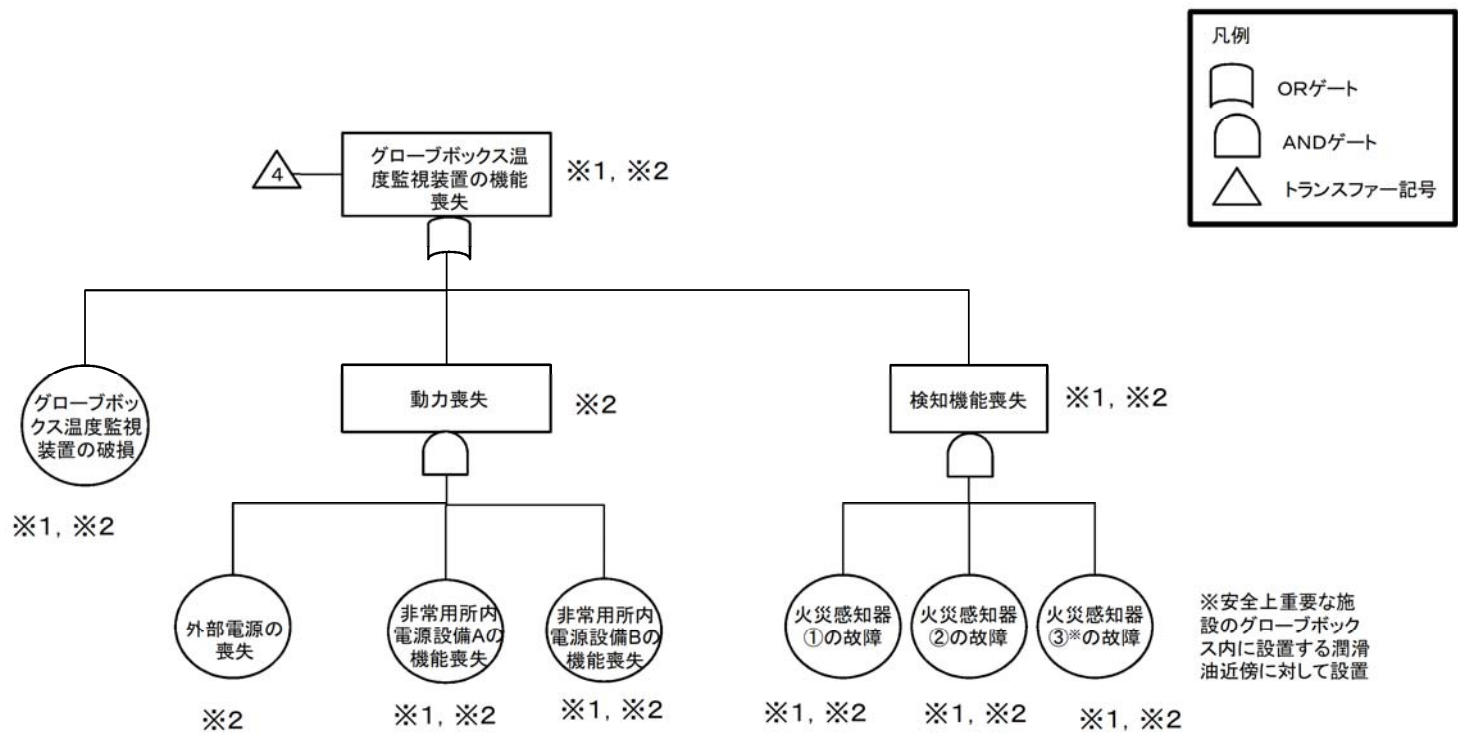 凡例
ORゲート
ANDゲート
トランスファー記号
4
グローブボックス温
度監視装置の機能
喪失
※1, ※2
グローブボッ
クス温度監視
装置の破損
※1, ※2
動力喪失
※2
検知機能喪失
※1, ※2
外部電源の
喪失
※2
非常用所内
電源設備Aの
機能喪失
※1, ※2
非常用所内
電源設備Bの
機能喪失
※1, ※2
火災感知器
①の故障
※1, ※2
火災感知器
②の故障
※1, ※2
火災感知器
③※の故障
※1, ※2
※安全上重要な施
設のグローブボック
ス内に設置する潤滑
油近傍に対して設置